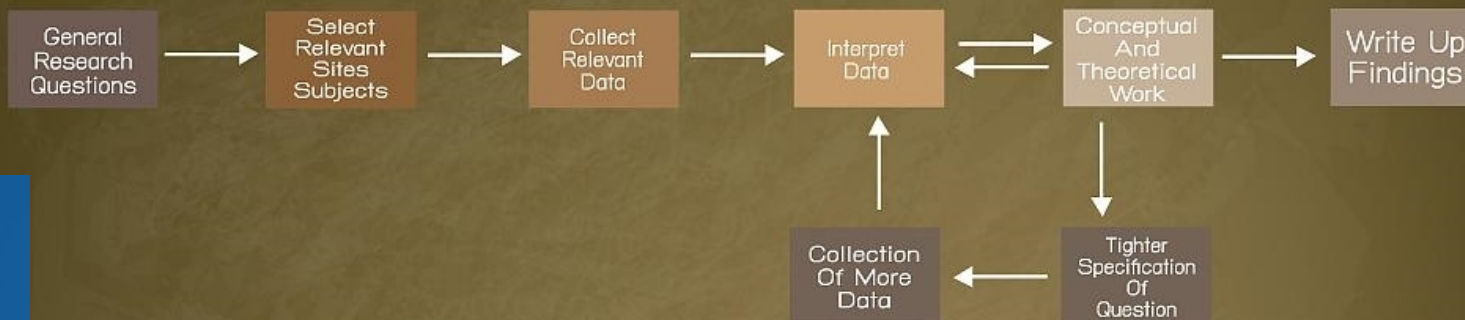 General
Research
Questions
Select
Relevant
Sites
Subjects
Collect
Relevant
Data
Interpret
Data
Conceptual
And
Theoretical
Work
Write Up
Findings
Collection
Of More
Data
Tighter
Specification
Of
Question